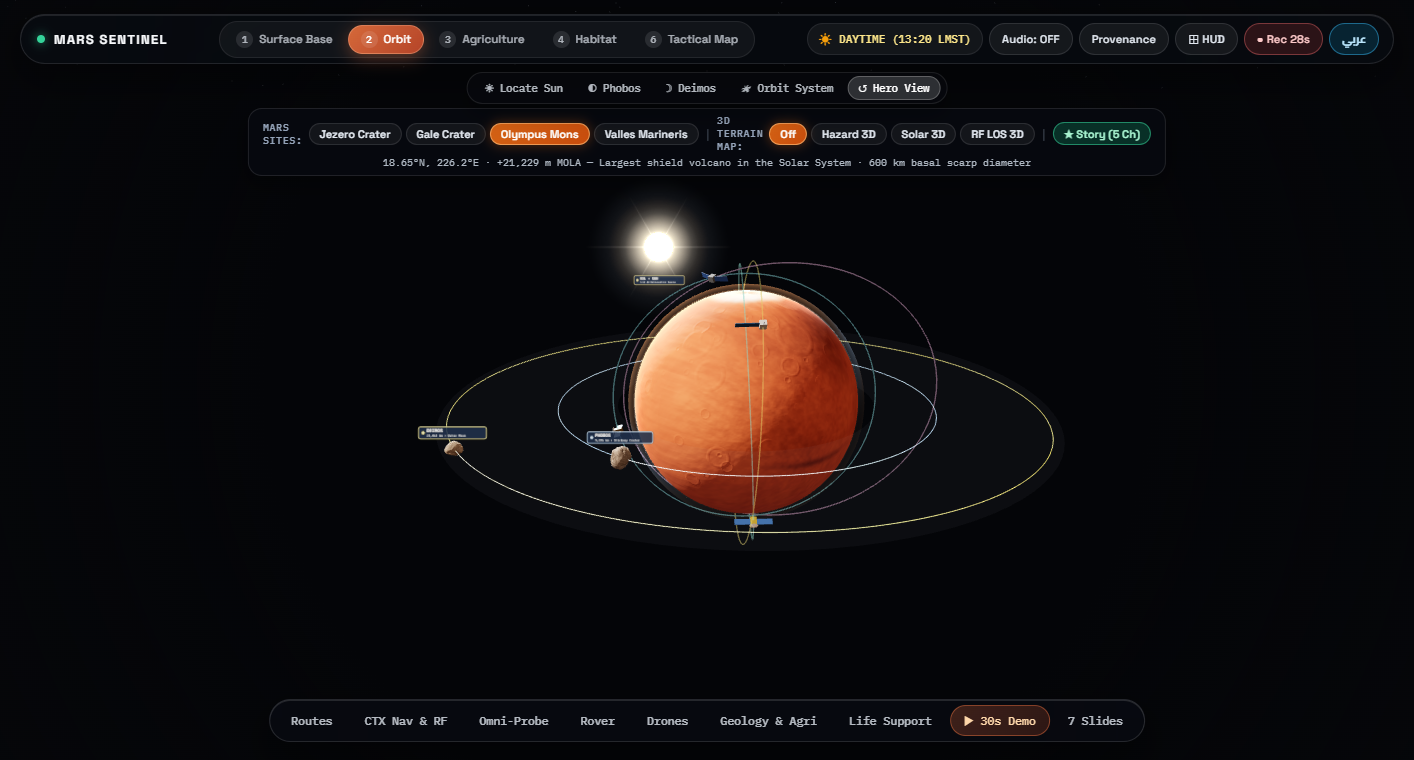 MARS SENTINEL
1 Surface Base
2 Orbit
3 Agriculture
4 Habitat
6 Tactical Map
☀ DAYTIME (13:20 LMST)
Audio: OFF
Provenance
⊞ HUD
● Rec 28s
عربي
☀ Locate Sun
◐ Phobos
☽ Deimos
Orbit System
↺ Hero View
MARS SITES:
Jezero Crater
Gale Crater
Olympus Mons
Valles Marineris
|
3D TERRAIN MAP:
Off
Hazard 3D
Solar 3D
RF LOS 3D
|
★ Story (5 Ch)
18.65°N, 226.2°E · +21,229 m MOLA — Largest shield volcano in the Solar System · 600 km basal scarp diameter
DEIMOS
PHOBOS
Routes
CTX Nav & RF
Omni-Probe
Rover
Drones
Geology & Agri
Life Support
▶ 30s Demo
7 Slides